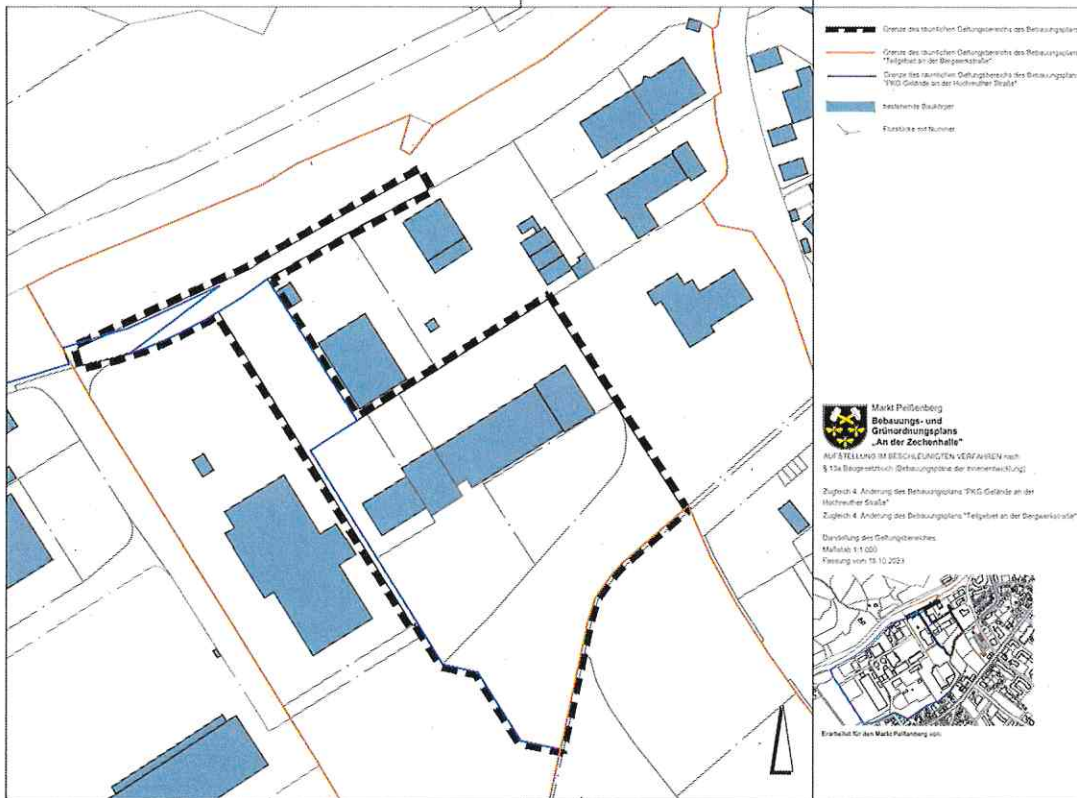 Grenze des räumlichen Geltungsbereichs des Bebauungsplans
Grenze des räumlichen Geltungsbereichs des Bebauungsplans
"Teilgebiet an der Bergwerkstraße"
Grenze des räumlichen Geltungsbereichs des Bebauungsplans
"PKG-Gelände an der Hochreuther Straße"
bestehende Baukörper
Flurstücke mit Nummer
Markt Peißenberg
Bebauungs- und
Grünordnungsplans
„An der Zechenhalle"
AUFSTELLUNG IM BESCHLEUNIGTEN VERFAHREN nach
§ 13a Baugesetzbuch (Bebauungspläne der Innenentwicklung)
Zugleich 4. Änderung des Bebauungsplans "PKG-Gelände an der
Hochreuther Straße"
Zugleich 4. Änderung des Bebauungsplans "Teilgebiet an der Bergwerkstraße"
Darstellung des Geltungsbereiches
Maßstab 1:1.000
Fassung vom 18.10.2023
Erarbeitet für den Markt Peißenberg von: